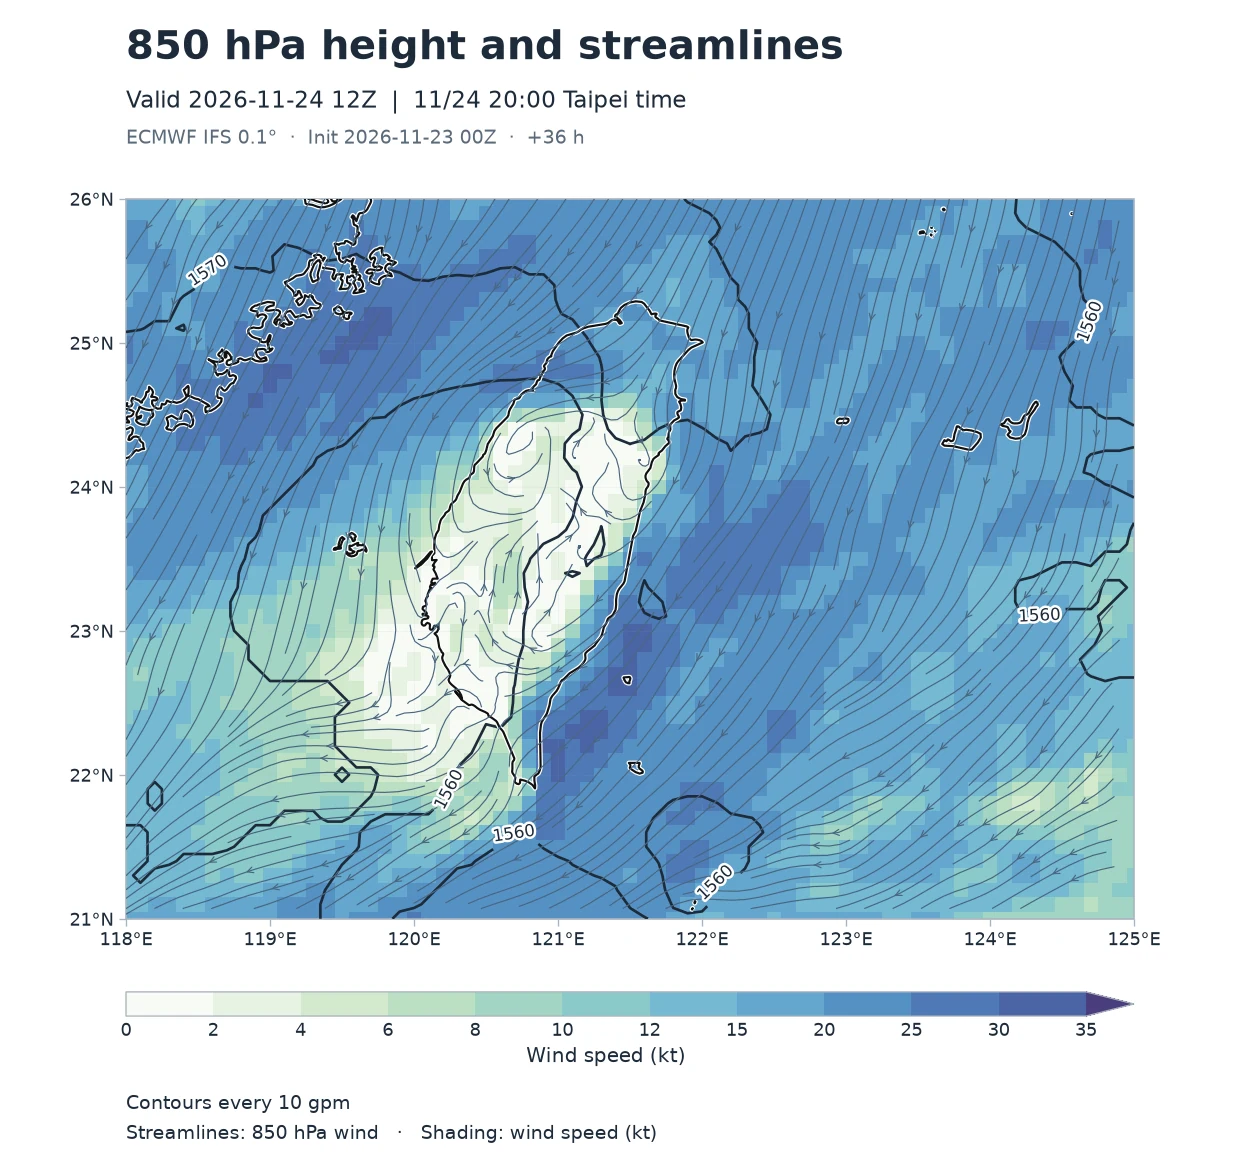 850 hPa height and streamlines
Valid 2026-11-24 12Z | 11/24 20:00 Taipei time
ECMWF IFS 0.1° · Init 2026-11-23 00Z · +36 h
26°N
1570
25°N
1560
24°N
23°N
1560
22°N
1560
1560
1560
21°N
118°E 119°E 120°E 121°E 122°E 123°E 124°E 125°E
0 2 4 6 8 10 12 15 20 25 30 35
Wind speed (kt)
Contours every 10 gpm
Streamlines: 850 hPa wind · Shading: wind speed (kt)